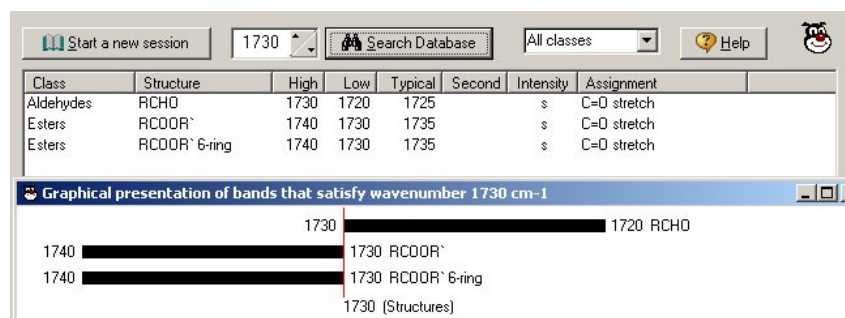 Start a new session 1730 Search Database All classes Help
Class Structure High Low Typical Second Intensity Assignment
Aldehydes RCHO 1730 1720 1725 s C=O stretch
Esters RCOOR` 1740 1730 1735 s C=O stretch
Esters RCOOR` 6-ring 1740 1730 1735 s C=O stretch
Graphical presentation of bands that satisfy wavenumber 1730 cm-1
1730 1720 RCHO
1740 1730 RCOOR`
1740 1730 RCOOR` 6-ring
1730 (Structures)